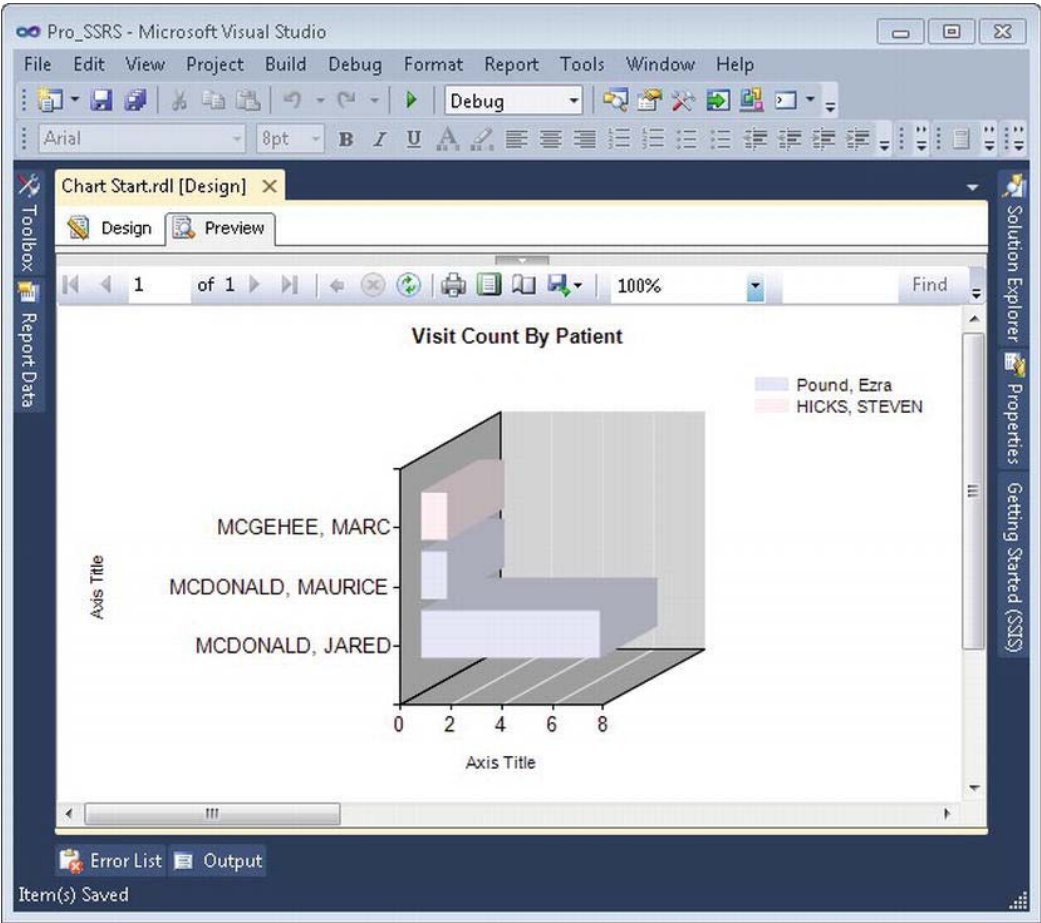 Pro_SSRS - Microsoft Visual Studio
File Edit View Project Build Debug Format Report Tools Window Help
Debug
Arial 8pt B I U A
Chart Start.rdl [Design]
Design Preview
1 of 1 100% Find
Toolbox
Report Data
Visit Count By Patient
Pound, Ezra
HICKS, STEVEN
MCGEHEE, MARC
MCDONALD, MAURICE
MCDONALD, JARED
Axis Title
0 2 4 6 8
Axis Title
Solution Explorer
Properties
Getting Started (SSIS)
Error List Output
Item(s) Saved